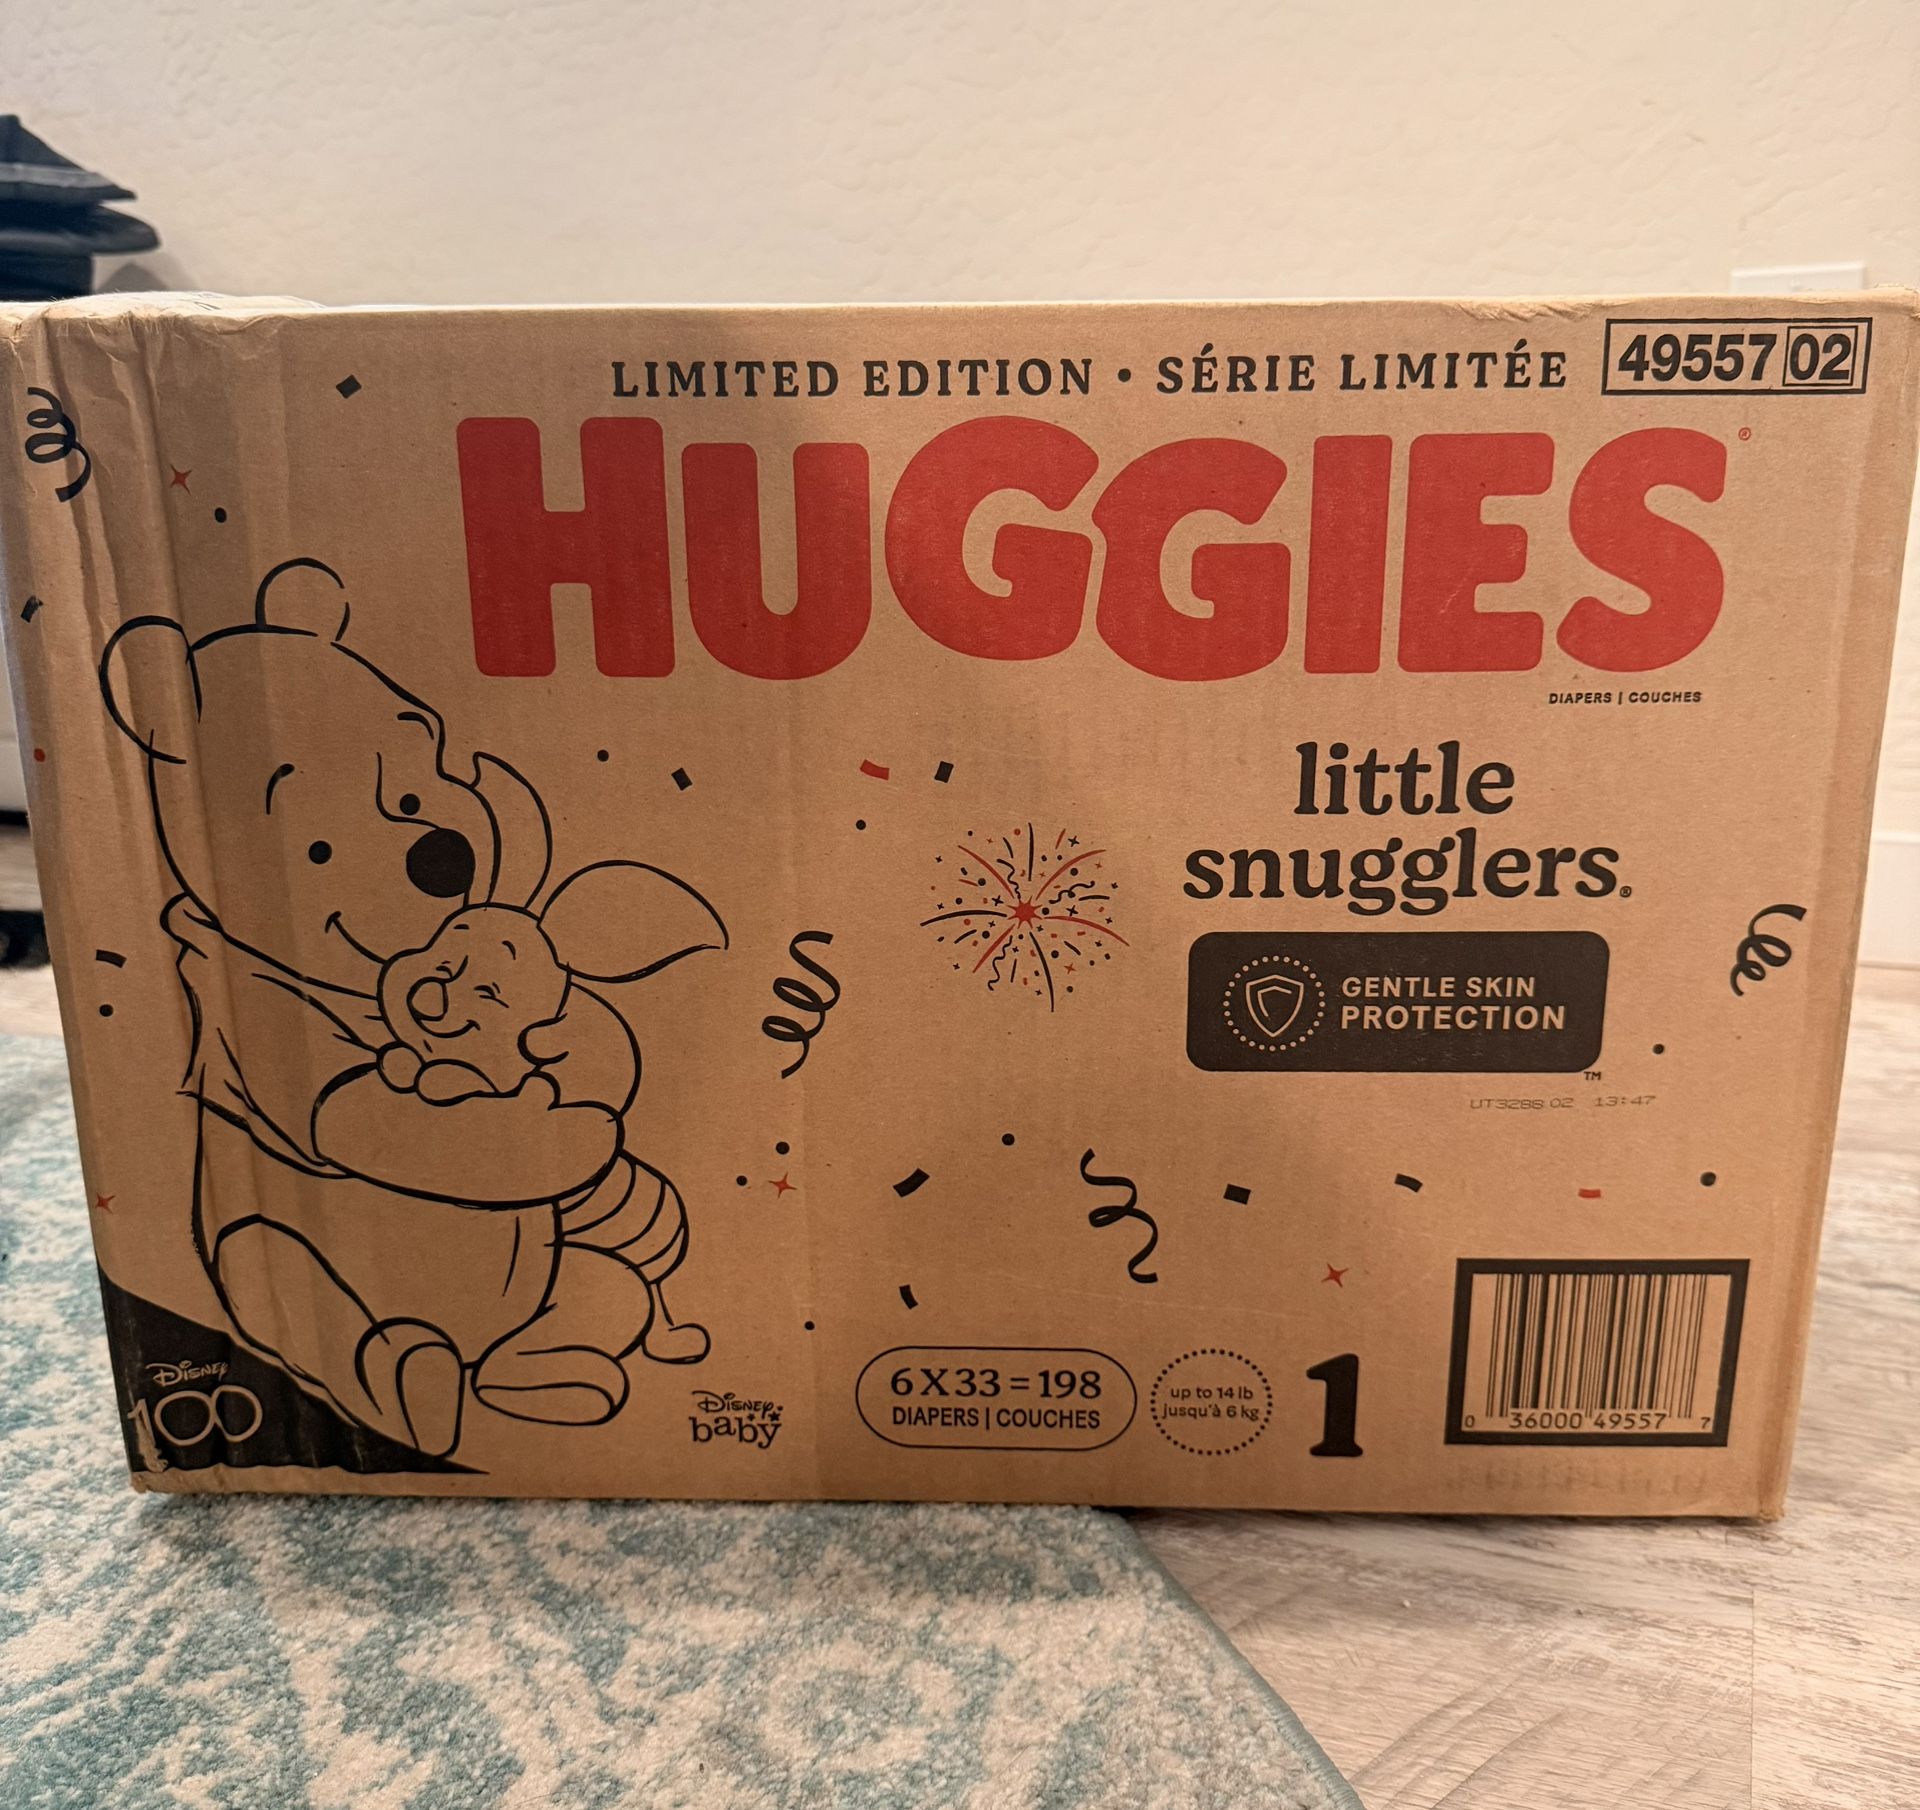 LIMITED EDITION • SÉRIE LIMITÉE
49557 02
HUGGIES®
DIAPERS | COUCHES
little
snugglers®
GENTLE SKIN
PROTECTION
TM
UT3288 02 13:47
Disney
100
Disney
baby
6 X 33 = 198
DIAPERS | COUCHES
up to 14 lb
jusqu'à 6 kg
1
0 36000 49557 7